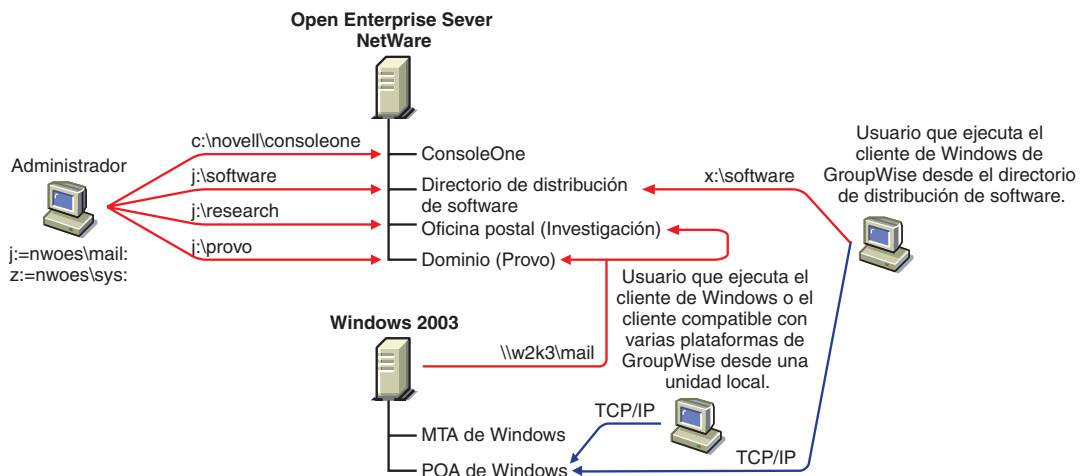 Open Enterprise Sever
NetWare
Administrador
j:=nwoes\mail:
z:=nwoes\sys:
c:\novell\consoleone
j:\software
j:\research
j:\provo
ConsoleOne
Directorio de distribución
de software
Oficina postal (Investigación)
Dominio (Provo)
x:\software
Usuario que ejecuta el
cliente de Windows de
GroupWise desde el directorio
de distribución de software.
Windows 2003
\\w2k3\mail
Usuario que ejecuta el
cliente de Windows o el
cliente compatible con
varias plataformas de
GroupWise desde una
unidad local.
MTA de Windows
POA de Windows
TCP/IP
TCP/IP